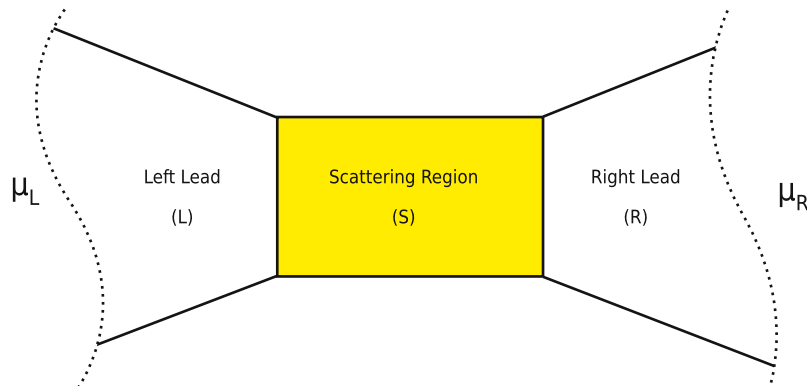 Left Lead
(L)
Scattering Region
(S)
Right Lead
(R)
μL
μR